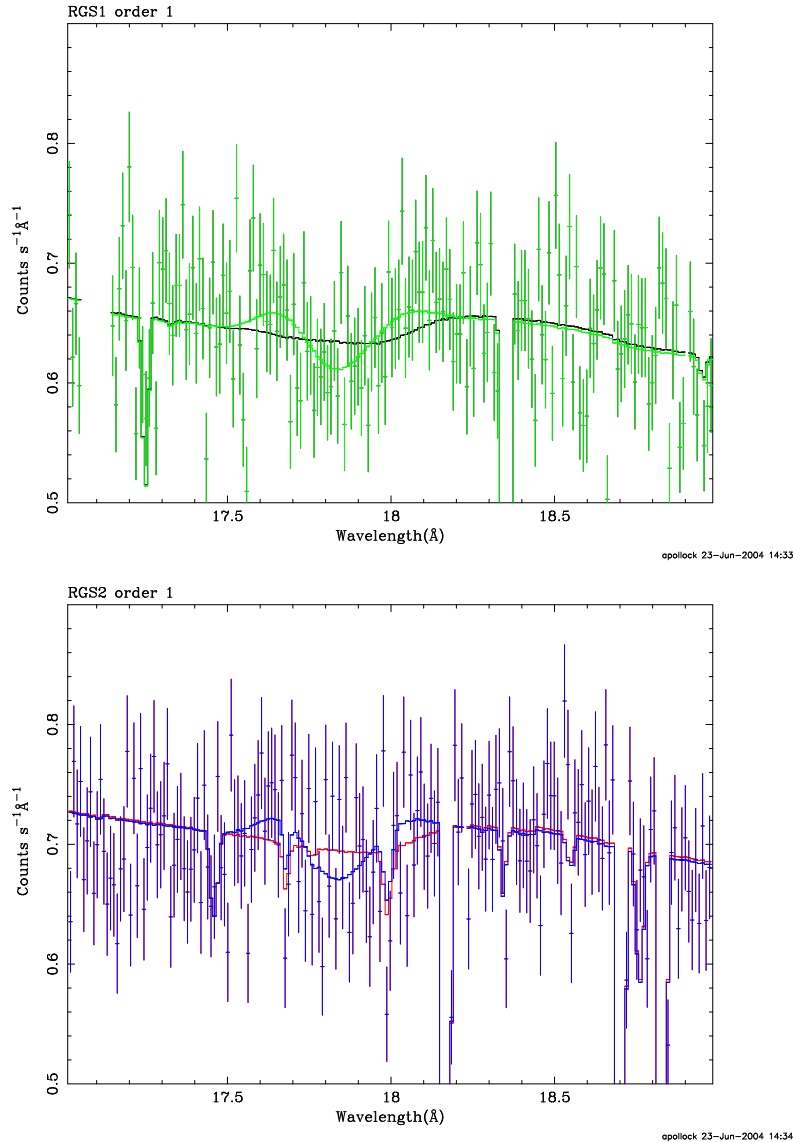 RGS1 order 1
0.8
0.7
0.6
0.5
Counts s⁻¹Å⁻¹
17.5 18 18.5
Wavelength(Å)
apollock 23-Jun-2004 14:33
RGS2 order 1
0.8
0.7
0.6
0.5
Counts s⁻¹Å⁻¹
17.5 18 18.5
Wavelength(Å)
apollock 23-Jun-2004 14:34